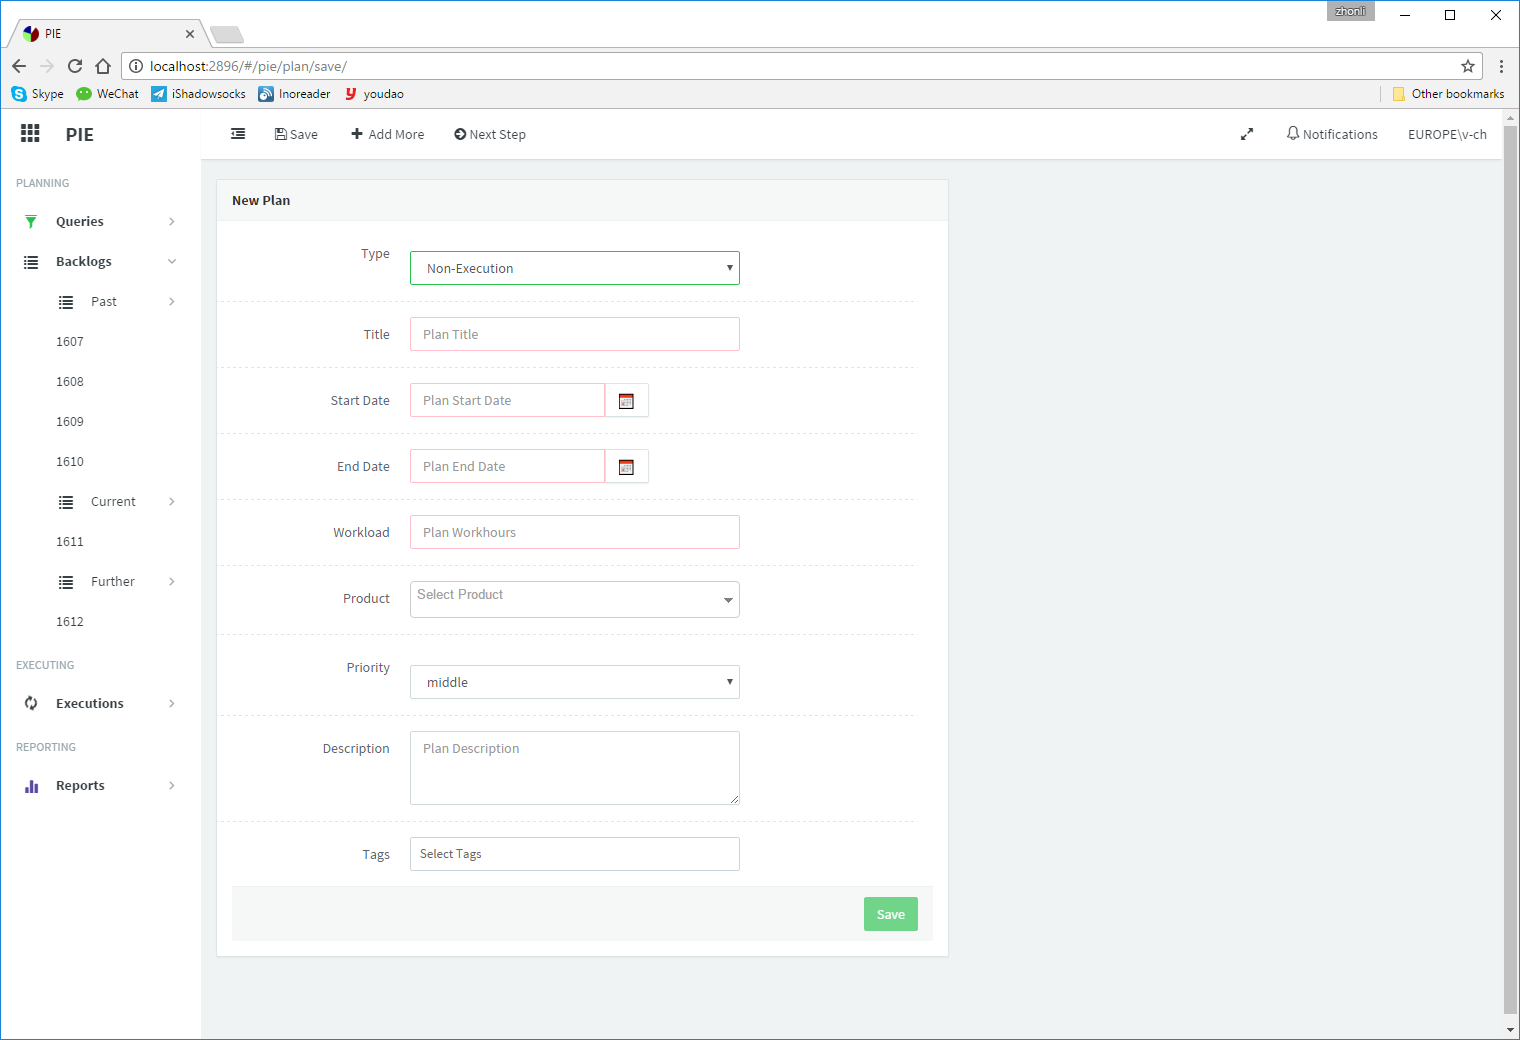 zhonli
PIE
localhost:2896/#/pie/plan/save/
Skype WeChat iShadowsocks Inoreader youdao Other bookmarks
PIE Save Add More Next Step Notifications EUROPE\v-ch
PLANNING
Queries
Backlogs
Past
1607
1608
1609
1610
Current
1611
Further
1612
EXECUTING
Executions
REPORTING
Reports
New Plan
Type Non-Execution
Title Plan Title
Start Date Plan Start Date
End Date Plan End Date
Workload Plan Workhours
Product Select Product
Priority middle
Description Plan Description
Tags Select Tags
Save